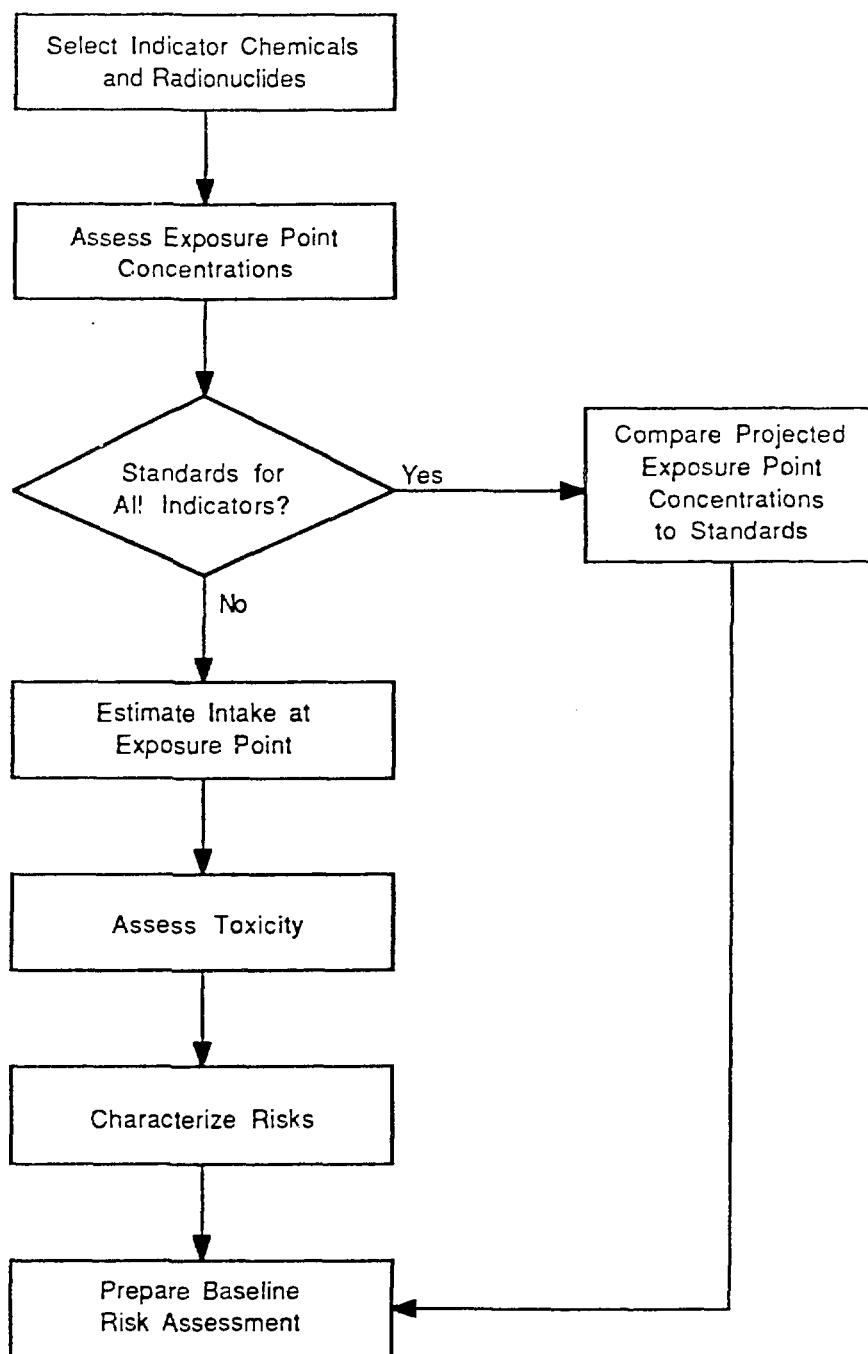 Select Indicator Chemicals
and Radionuclides
Assess Exposure Point
Concentrations
Standards for
All Indicators?
Yes
Compare Projected
Exposure Point
Concentrations
to Standards
No
Estimate Intake at
Exposure Point
Assess Toxicity
Characterize Risks
Prepare Baseline
Risk Assessment